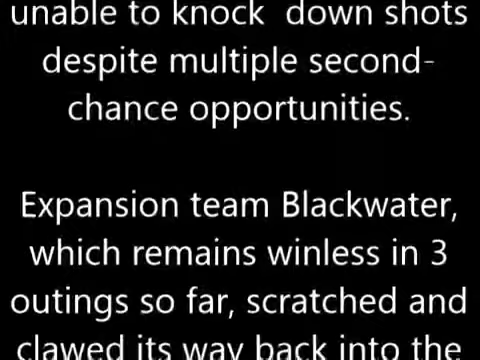 unable to knock  down shots
despite multiple second-
chance opportunities.
Expansion team Blackwater,
which remains winless in 3
outings so far, scratched and
clawed its way back into the